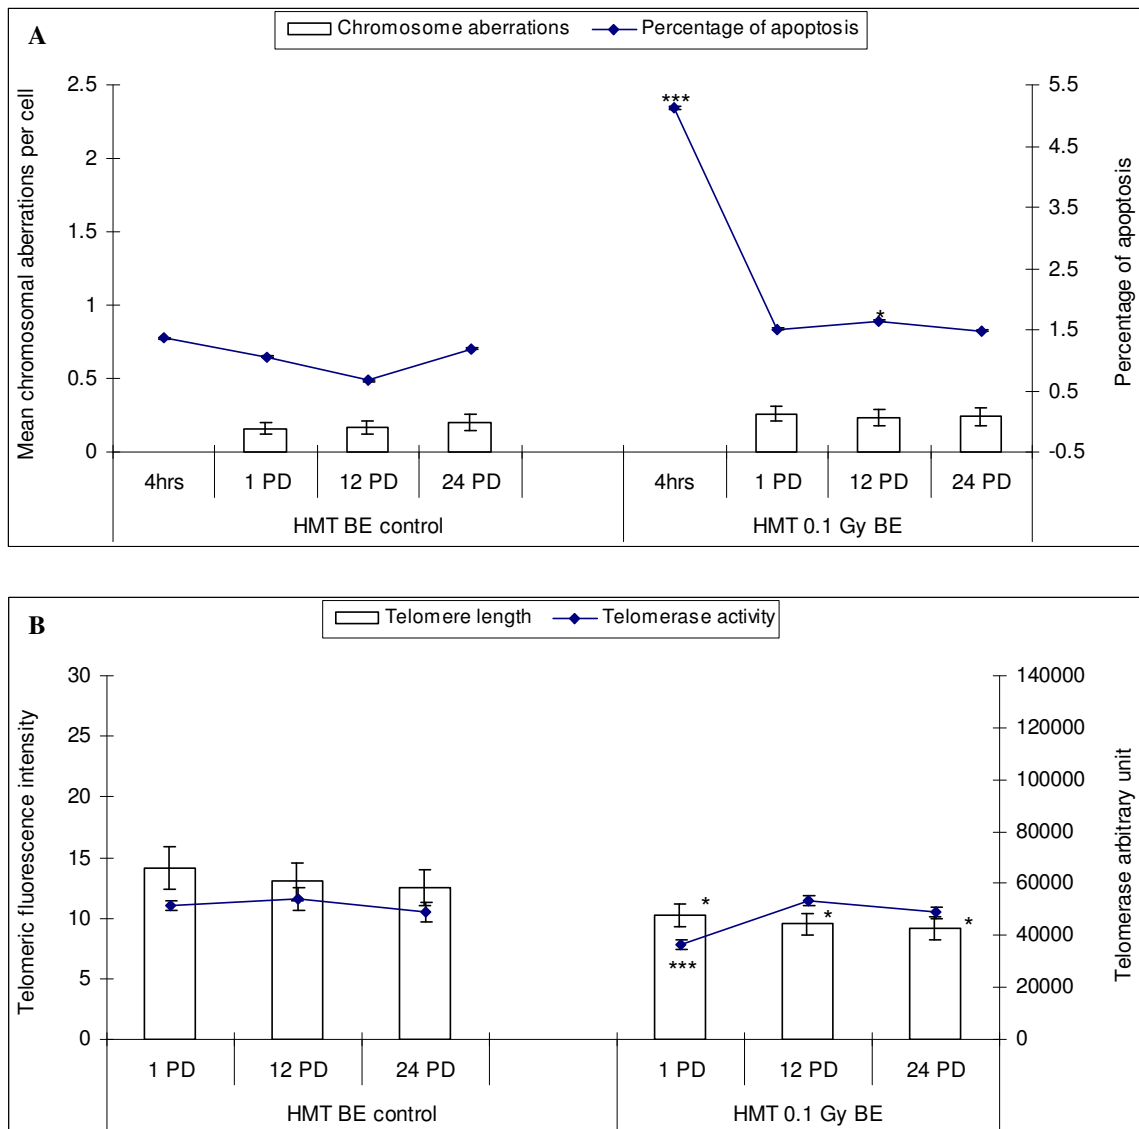 A
Chromosome aberrations Percentage of apoptosis
Mean chromosomal aberrations per cell
2.5
2
1.5
1
0.5
0
5.5
4.5
3.5
2.5
1.5
0.5
-0.5
Percentage of apoptosis
***
*
4hrs 1 PD 12 PD 24 PD 4hrs 1 PD 12 PD 24 PD
HMT BE control HMT 0.1 Gy BE
B
Telomere length Telomerase activity
Telomeric fluorescence intensity
30
25
20
15
10
5
0
140000
120000
100000
80000
60000
40000
20000
0
Telomerase arbitrary unit
*
*
*
***
1 PD 12 PD 24 PD 1 PD 12 PD 24 PD
HMT BE control HMT 0.1 Gy BE